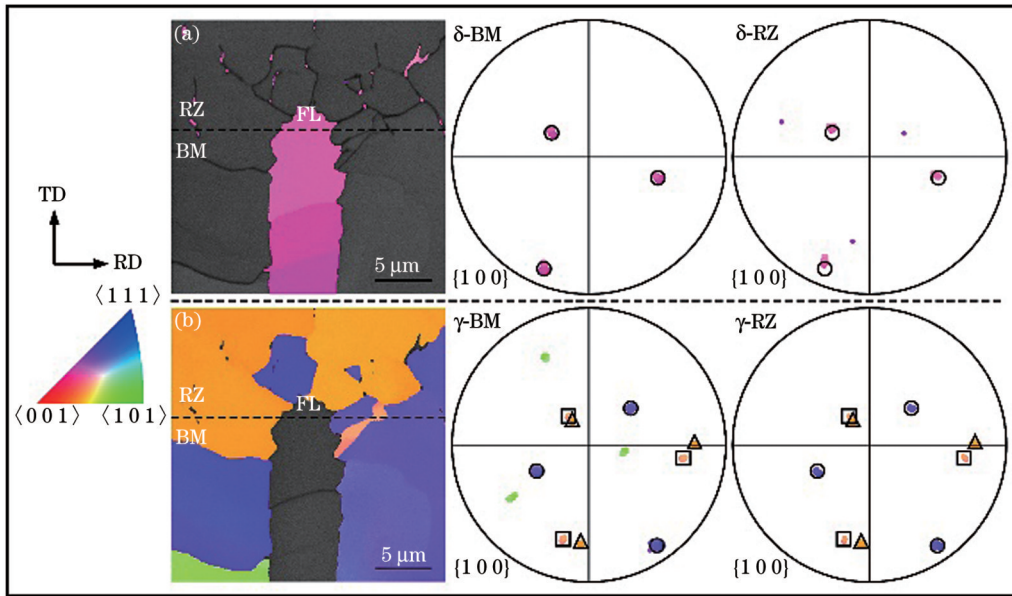 (a)
RZ
BM
FL
5 μm
δ-BM
{1 0 0}
δ-RZ
{1 0 0}
TD
RD
⟨1 1 1⟩
⟨0 0 1⟩ ⟨1 0 1⟩
(b)
RZ
BM
FL
5 μm
γ-BM
{1 0 0}
γ-RZ
{1 0 0}